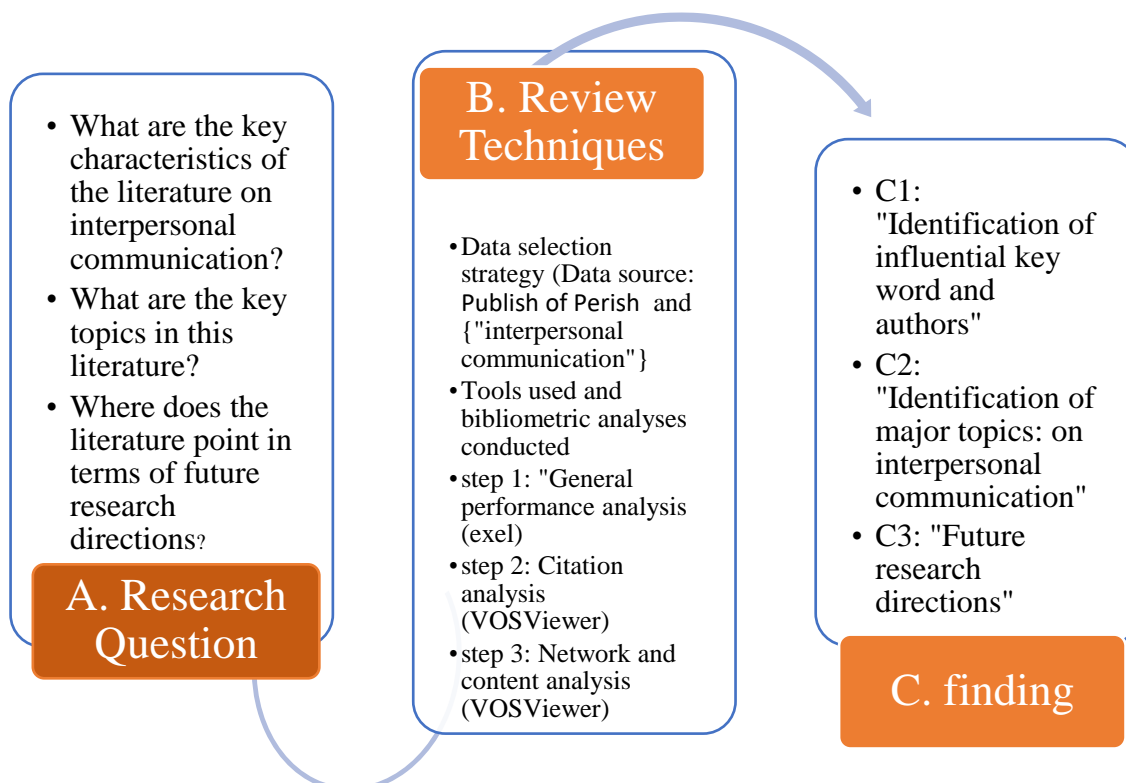 • What are the key
characteristics of
the literature on
interpersonal
communication?
• What are the key
topics in this
literature?
• Where does the
literature point in
terms of future
research
directions?
A. Research
Question
B. Review
Techniques
•Data selection
strategy (Data source:
Publish of Perish and
{"interpersonal
communication"}
•Tools used and
bibliometric analyses
conducted
•step 1: "General
performance analysis
(exel)
•step 2: Citation
analysis
(VOSViewer)
•step 3: Network and
content analysis
(VOSViewer)
• C1:
"Identification of
influential key
word and
authors"
• C2:
"Identification of
major topics: on
interpersonal
communication"
• C3: "Future
research
directions"
C. finding